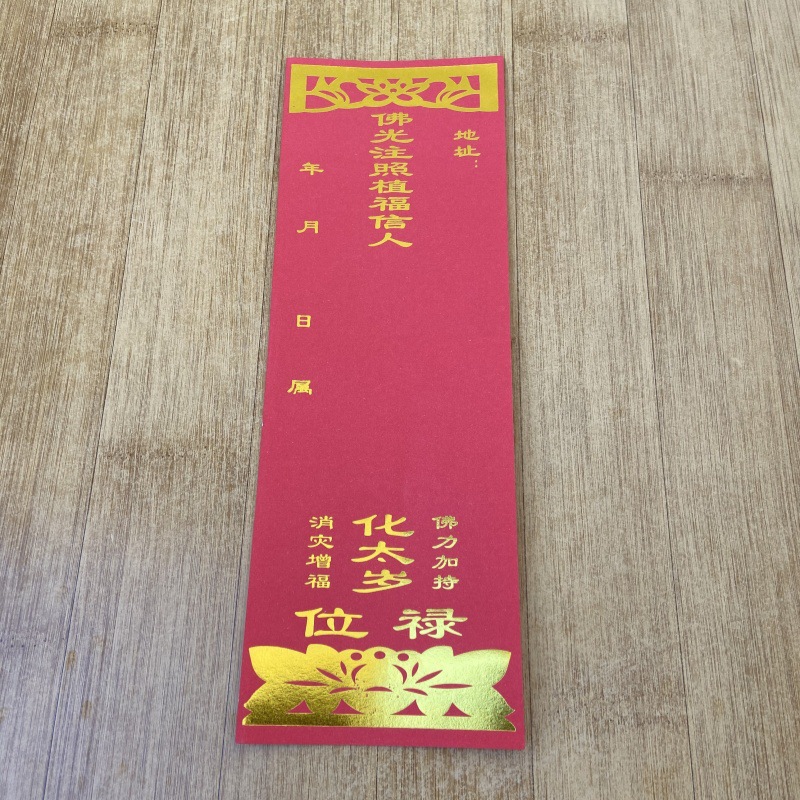 地址：
佛光注照植福信人
年月日属
佛力加持
化太岁
消灾增福
禄位